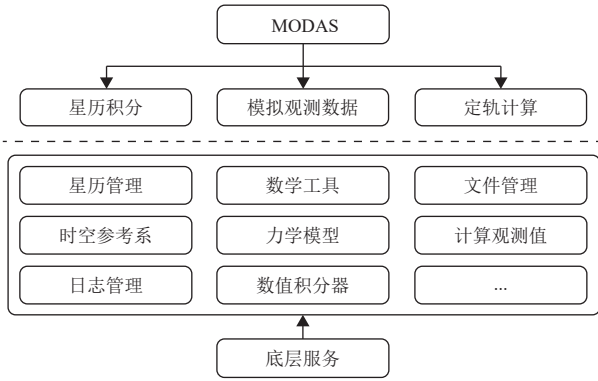 MODAS
星历积分 模拟观测数据 定轨计算
星历管理 数学工具 文件管理
时空参考系 力学模型 计算观测值
日志管理 数值积分器 ...
底层服务